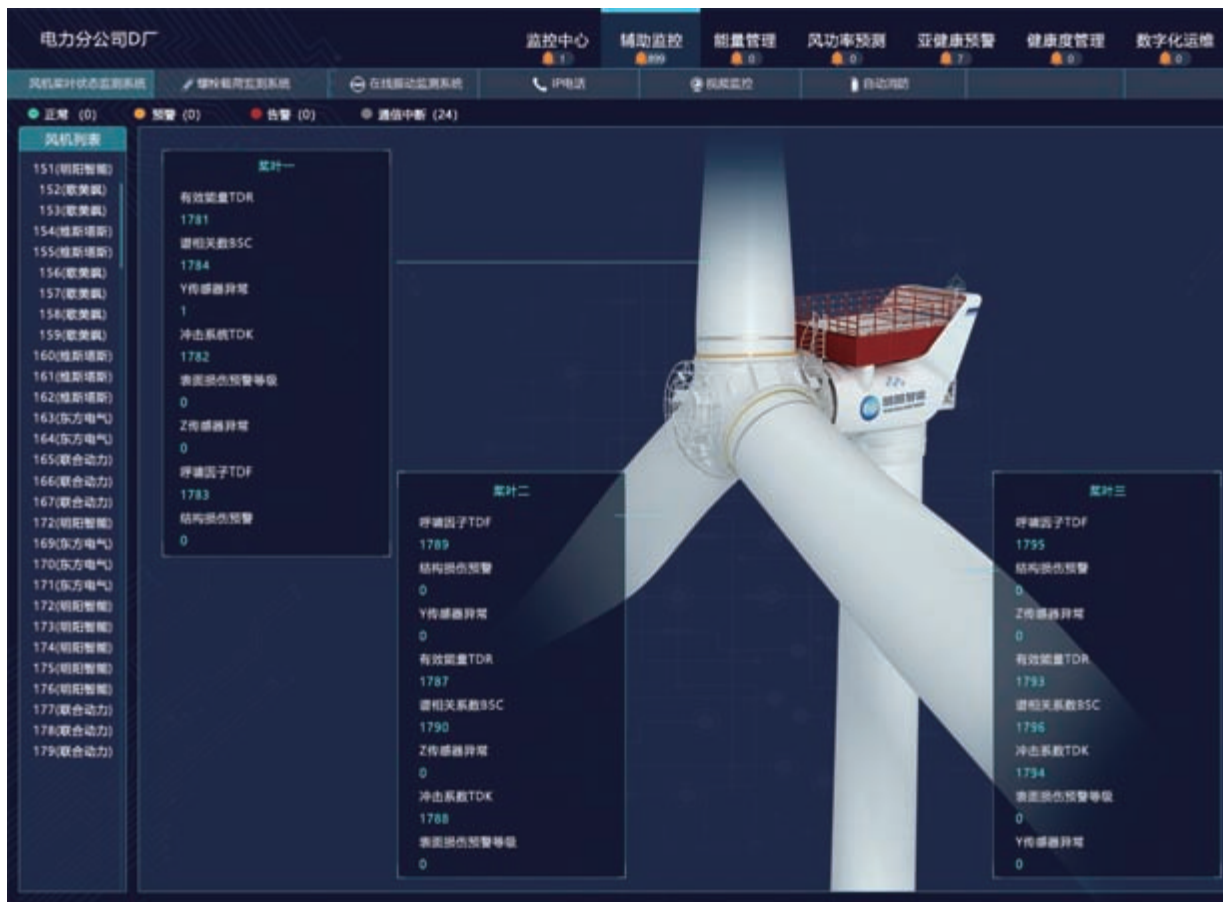 电力分公司D厂
监控中心 辅助监控 能量管理 风功率预测 亚健康预警 健康度管理 数字化运维
1 899 0 0 7 0 0
风机桨叶状态监测系统 螺栓载荷监测系统 在线振动监测系统 IP电话 视频监控 自动消防
正常 (0) 预警 (0) 告警 (0) 通信中断 (24)
风机列表
151(明阳智能)
152(歌美飒)
153(歌美飒)
154(维斯塔斯)
155(维斯塔斯)
156(歌美飒)
157(歌美飒)
158(歌美飒)
159(歌美飒)
160(维斯塔斯)
161(维斯塔斯)
162(维斯塔斯)
163(东方电气)
164(东方电气)
165(联合动力)
166(联合动力)
167(联合动力)
172(明阳智能)
169(东方电气)
170(东方电气)
171(东方电气)
172(明阳智能)
173(明阳智能)
174(明阳智能)
175(明阳智能)
176(明阳智能)
177(联合动力)
178(联合动力)
179(联合动力)
桨叶一
有效能量TDR
1781
谱相关数BSC
1784
Y传感器异常
1
冲击系统TDK
1782
表面损伤预警等级
0
Z传感器异常
0
呼啸因子TDF
1783
结构损伤预警
0
桨叶二
呼啸因子TDF
1789
结构损伤预警
0
Y传感器异常
0
有效能量TDR
1787
谱相关系数BSC
1790
Z传感器异常
0
冲击系数TDK
1788
表面损伤预警等级
0
桨叶三
呼啸因子TDF
1795
结构损伤预警
0
Z传感器异常
0
有效能量TDR
1793
谱相关系数BSC
1796
冲击系数TDK
1794
表面损伤预警等级
0
Y传感器异常
0